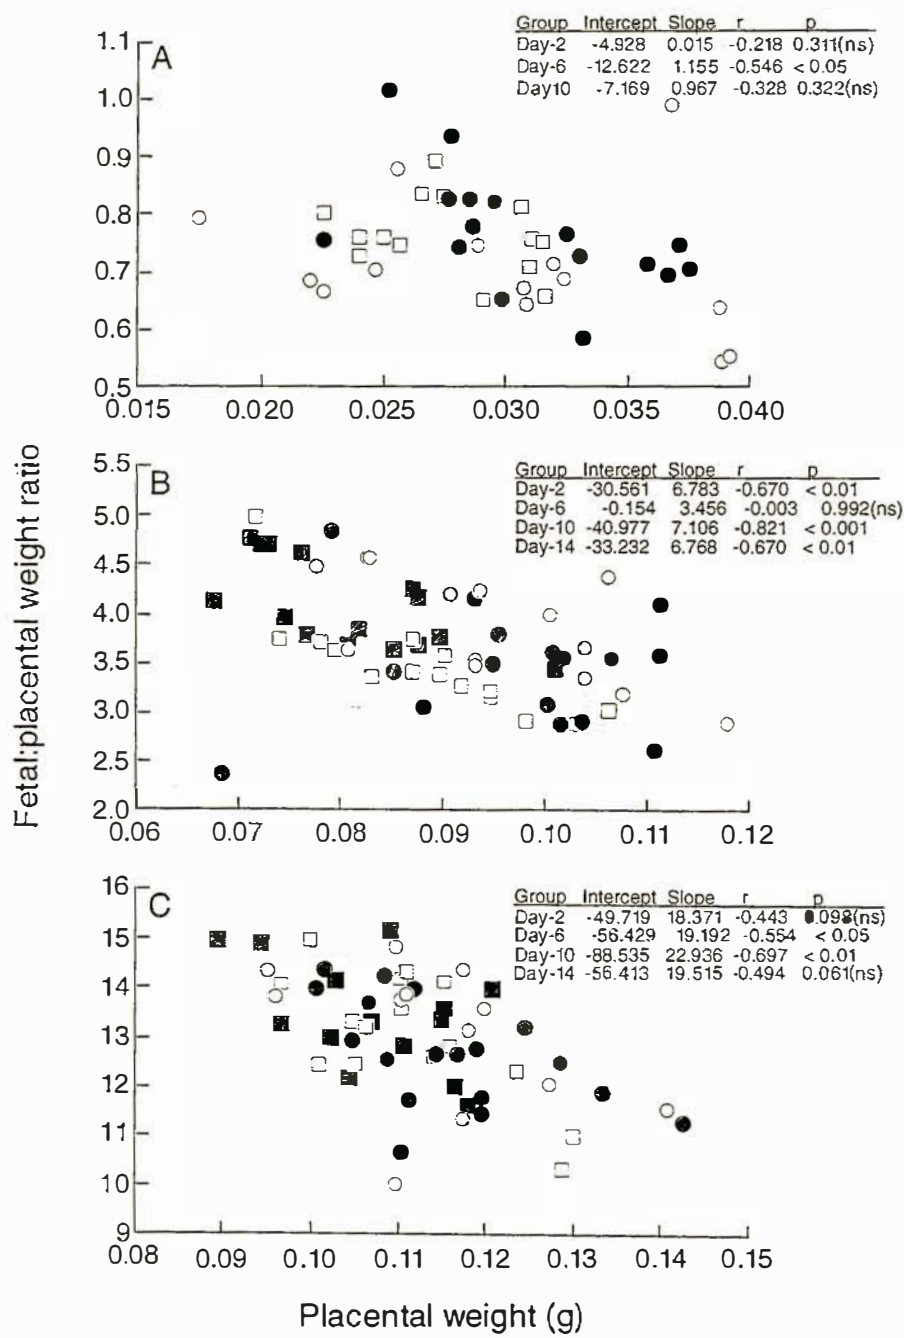 Group Intercept Slope r p
Day-2 -4.928 0.015 -0.218 0.311(ns)
Day-6 -12.622 1.155 -0.546 < 0.05
Day10 -7.169 0.967 -0.328 0.322(ns)
A
1.1
1.0
0.9
0.8
0.7
0.6
0.5
0.015 0.020 0.025 0.030 0.035 0.040
Fetal:placental weight ratio
Group Intercept Slope r p
Day-2 -30.561 6.783 -0.670 < 0.01
Day-6 -0.154 3.456 -0.003 0.992(ns)
Day-10 -40.977 7.106 -0.821 < 0.001
Day-14 -33.232 6.768 -0.670 < 0.01
B
5.5
5.0
4.5
4.0
3.5
3.0
2.5
2.0
0.06 0.07 0.08 0.09 0.10 0.11 0.12
Group Intercept Slope r p
Day-2 -49.719 18.371 -0.443 0.098(ns)
Day-6 -56.429 19.192 -0.554 < 0.05
Day-10 -88.535 22.936 -0.697 < 0.01
Day-14 -56.413 19.515 -0.494 0.061(ns)
C
16
15
14
13
12
11
10
9
0.08 0.09 0.10 0.11 0.12 0.13 0.14 0.15
Placental weight (g)